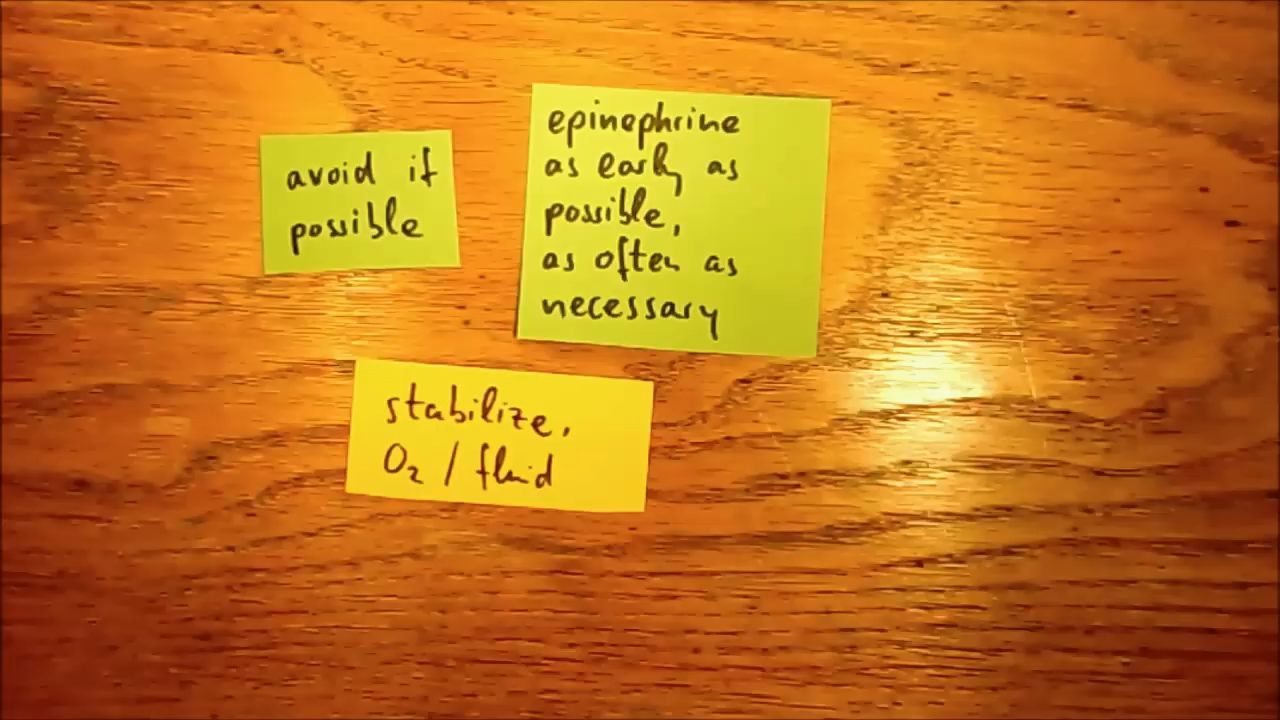 avoid if
possible
epinephrine
as early as
possible,
as often as
necessary
stabilize,
O₂ / fluid